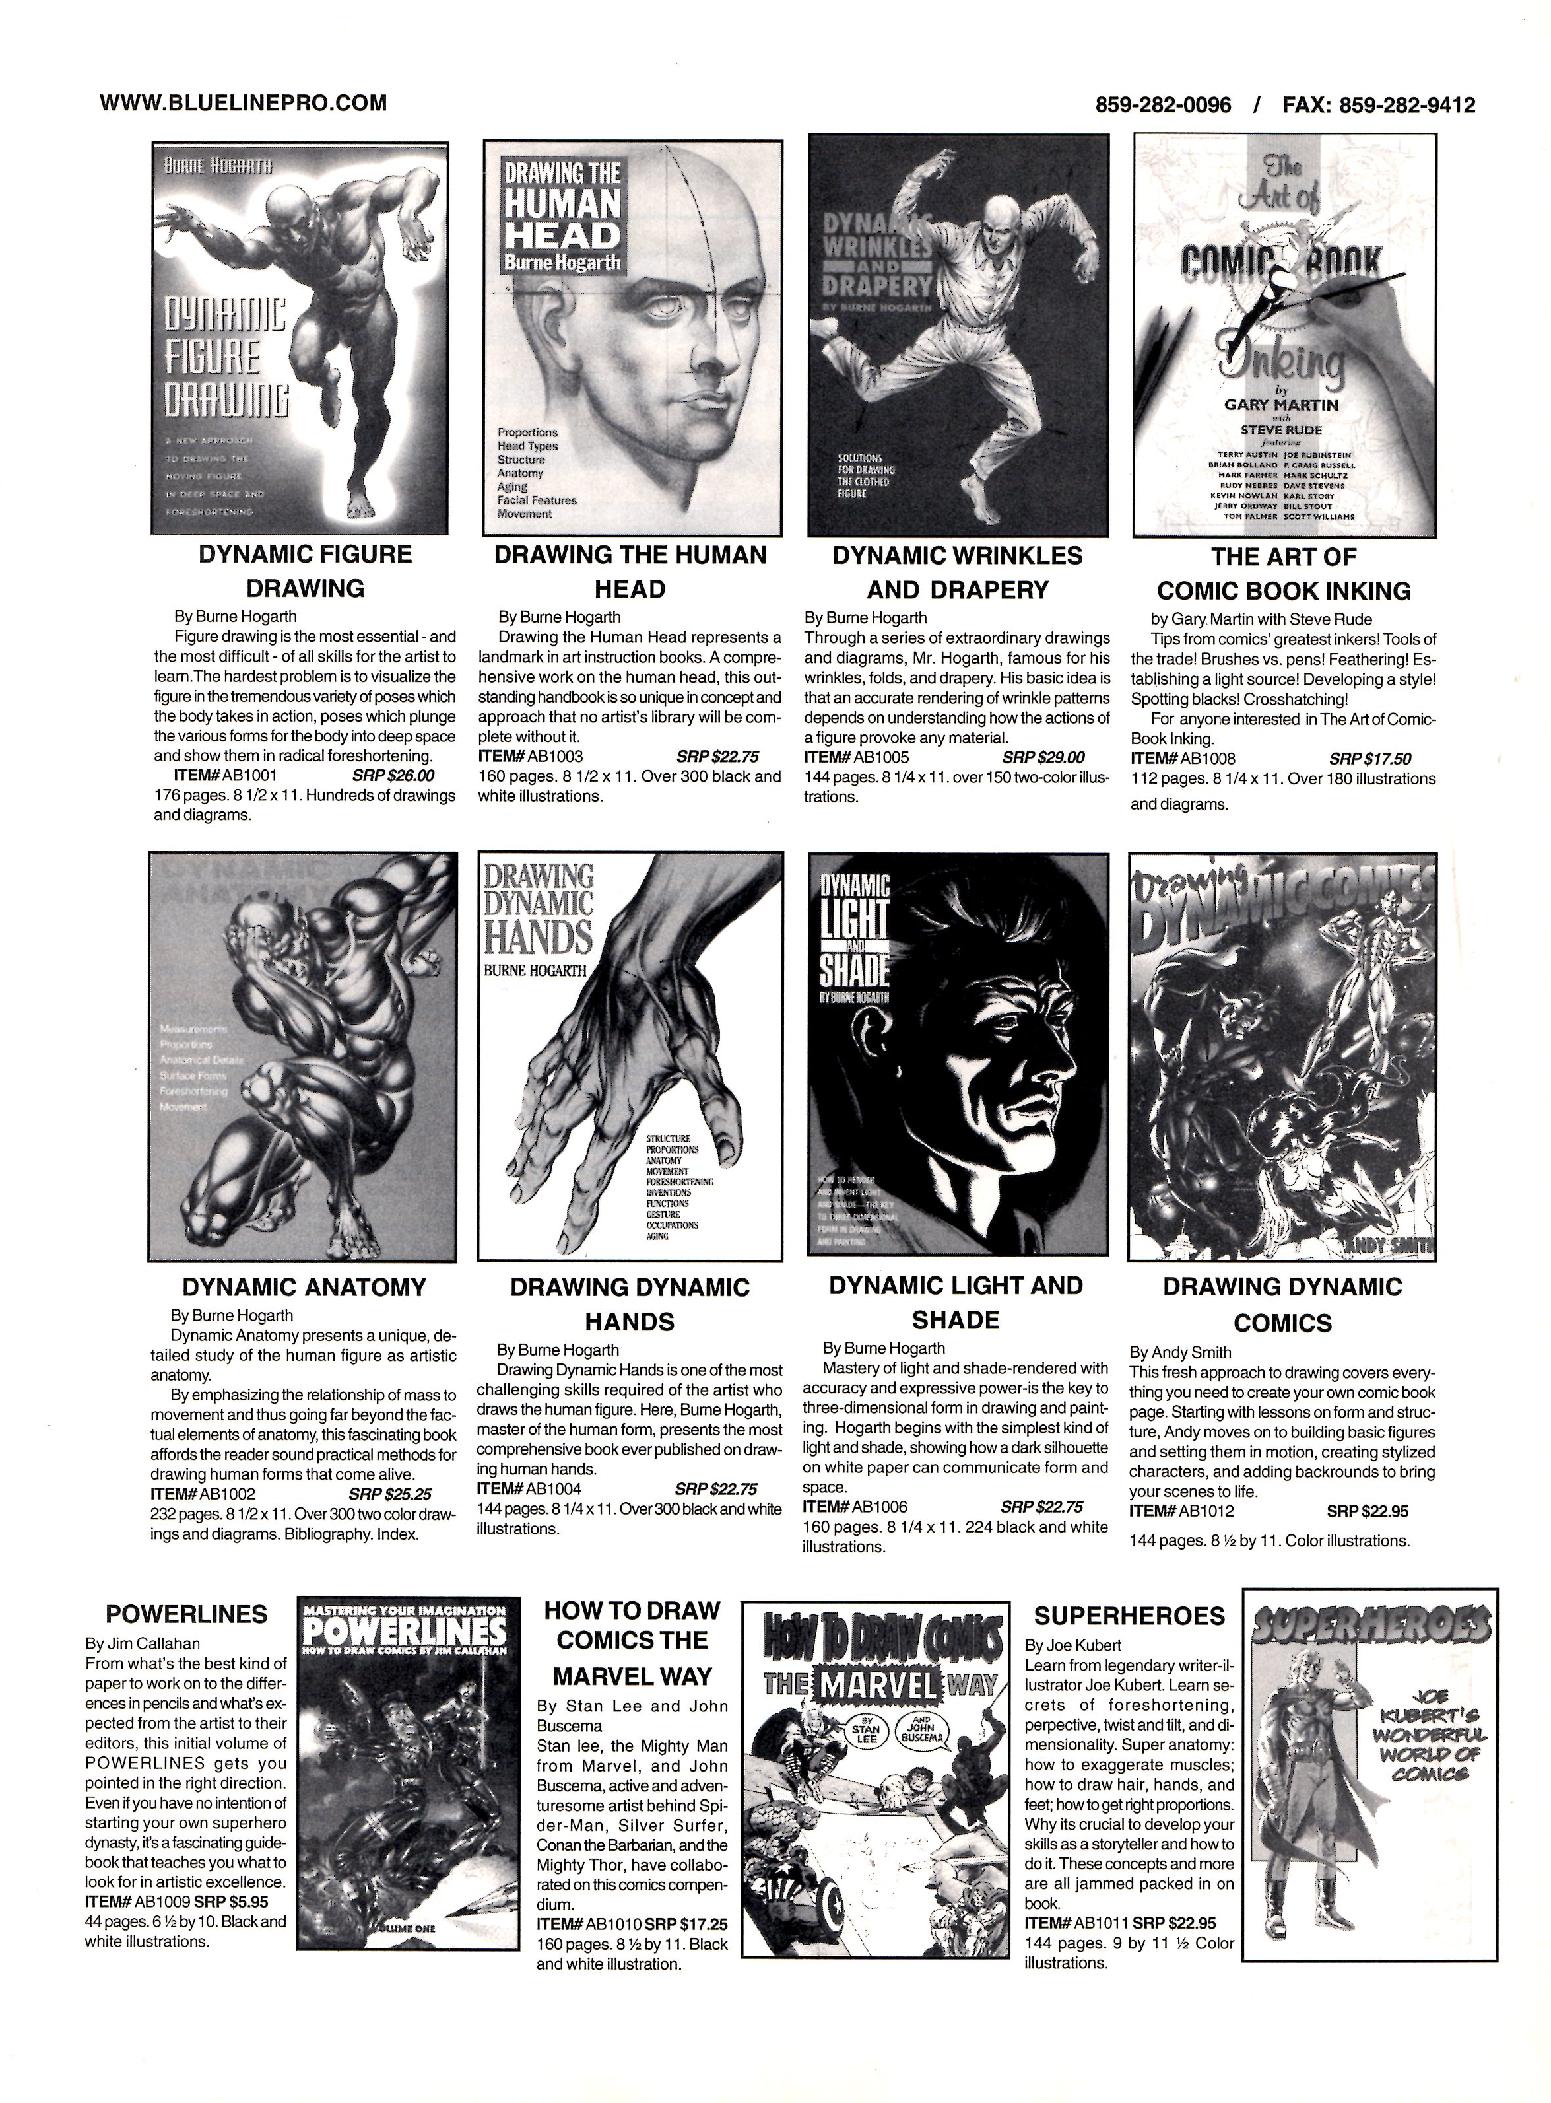 WWW.BLUELINEPRO.COM
859-282-0096 / FAX: 859-282-9412
BURNE HOGARTH
DYNAMIC
FIGURE
DRAWING
A NEW APPROACH
TO DRAWING THE
MOVING FIGURE
IN DEEP SPACE AND
FORESHORTENING
DYNAMIC FIGURE
DRAWING
By Burne Hogarth
Figure drawing is the most essential - and
the most difficult - of all skills for the artist to
learn.The hardest problem is to visualize the
figure in the tremendous variety of poses which
the body takes in action, poses which plunge
the various forms for the body into deep space
and show them in radical foreshortening.
ITEM# AB1001 SRP $26.00
176 pages. 8 1/2 x 11. Hundreds of drawings
and diagrams.
DRAWING THE
HUMAN
HEAD
Burne Hogarth
Proportions
Head Types
Structure
Anatomy
Aging
Facial Features
Movement
DRAWING THE HUMAN
HEAD
By Burne Hogarth
Drawing the Human Head represents a
landmark in art instruction books. A compre-
hensive work on the human head, this out-
standing handbook is so unique in concept and
approach that no artist's library will be com-
plete without it.
ITEM# AB1003 SRP $22.75
160 pages. 8 1/2 x 11. Over 300 black and
white illustrations.
DYNAMIC
WRINKLES
AND
DRAPERY
BY BURNE HOGARTH
SOLUTIONS
FOR DRAWING
THE CLOTHED
FIGURE
DYNAMIC WRINKLES
AND DRAPERY
By Burne Hogarth
Through a series of extraordinary drawings
and diagrams, Mr. Hogarth, famous for his
wrinkles, folds, and drapery. His basic idea is
that an accurate rendering of wrinkle patterns
depends on understanding how the actions of
a figure provoke any material.
ITEM# AB1005 SRP $29.00
144 pages. 8 1/4 x 11. over 150 two-color illus-
trations.
The
Art of
COMIC BOOK
Inking
by
GARY MARTIN
with
STEVE RUDE
featuring
TERRY AUSTIN JOE RUBINSTEIN
BRIAN BOLLAND P. CRAIG RUSSELL
MARK FARMER MARK SCHULTZ
RUDY NEBRES DAVE STEVENS
KEVIN NOWLAN KARL STORY
JERRY ORDWAY BILL STOUT
TOM PALMER SCOTT WILLIAMS
THE ART OF
COMIC BOOK INKING
by Gary. Martin with Steve Rude
Tips from comics' greatest inkers! Tools of
the trade! Brushes vs. pens! Feathering! Es-
tablishing a light source! Developing a style!
Spotting blacks! Crosshatching!
For anyone interested in The Art of Comic-
Book Inking.
ITEM# AB1008 SRP $17.50
112 pages. 8 1/4 x 11. Over 180 illustrations
and diagrams.
DYNAMIC
ANATOMY
Measurements
Proportions
Anatomical Details
Surface Forms
Foreshortening
Movement
DYNAMIC ANATOMY
By Burne Hogarth
Dynamic Anatomy presents a unique, de-
tailed study of the human figure as artistic
anatomy.
By emphasizing the relationship of mass to
movement and thus going far beyond the fac-
tual elements of anatomy, this fascinating book
affords the reader sound practical methods for
drawing human forms that come alive.
ITEM# AB1002 SRP $25.25
232 pages. 8 1/2 x 11. Over 300 two color draw-
ings and diagrams. Bibliography. Index.
DRAWING
DYNAMIC
HANDS
BURNE HOGARTH
STRUCTURE
PROPORTIONS
ANATOMY
MOVEMENT
FORESHORTENING
INVENTIONS
FUNCTIONS
GESTURE
OCCUPATIONS
AGING
DRAWING DYNAMIC
HANDS
By Burne Hogarth
Drawing Dynamic Hands is one of the most
challenging skills required of the artist who
draws the human figure. Here, Burne Hogarth,
master of the human form, presents the most
comprehensive book ever published on draw-
ing human hands.
ITEM# AB1004 SRP $22.75
144 pages. 8 1/4 x 11. Over 300 black and white
illustrations.
DYNAMIC
LIGHT
AND
SHADE
BY BURNE HOGARTH
HOW TO RENDER
AND INVENT LIGHT
AND SHADE—THE KEY
TO THREE-DIMENSIONAL
FORM IN DRAWING
AND PAINTING
DYNAMIC LIGHT AND
SHADE
By Burne Hogarth
Mastery of light and shade-rendered with
accuracy and expressive power-is the key to
three-dimensional form in drawing and paint-
ing. Hogarth begins with the simplest kind of
light and shade, showing how a dark silhouette
on white paper can communicate form and
space.
ITEM# AB1006 SRP $22.75
160 pages. 8 1/4 x 11. 224 black and white
illustrations.
Drawing
DYNAMIC COMICS
ANDY SMITH
DRAWING DYNAMIC
COMICS
By Andy Smith
This fresh approach to drawing covers every-
thing you need to create your own comic book
page. Starting with lessons on form and struc-
ture, Andy moves on to building basic figures
and setting them in motion, creating stylized
characters, and adding backrounds to bring
your scenes to life.
ITEM# AB1012 SRP $22.95
144 pages. 8 ½ by 11. Color illustrations.
POWERLINES
By Jim Callahan
From what's the best kind of
paper to work on to the differ-
ences in pencils and what's ex-
pected from the artist to their
editors, this initial volume of
POWERLINES gets you
pointed in the right direction.
Even if you have no intention of
starting your own superhero
dynasty, it's a fascinating guide-
book that teaches you what to
look for in artistic excellence.
ITEM# AB1009 SRP $5.95
44 pages. 6 ½ by 10. Black and
white illustrations.
MASTERING YOUR IMAGINATION
POWERLINES
HOW TO DRAW COMICS BY JIM CALLAHAN
VOLUME ONE
HOW TO DRAW
COMICS THE
MARVEL WAY
By Stan Lee and John
Buscema
Stan lee, the Mighty Man
from Marvel, and John
Buscema, active and adven-
turesome artist behind Spi-
der-Man, Silver Surfer,
Conan the Barbarian, and the
Mighty Thor, have collabo-
rated on this comics compen-
dium.
ITEM# AB1010 SRP $17.25
160 pages. 8 ½ by 11. Black
and white illustration.
HOW TO DRAW COMICS
THE MARVEL WAY
BY
STAN
LEE
AND
JOHN
BUSCEMA
SUPERHEROES
By Joe Kubert
Learn from legendary writer-il-
lustrator Joe Kubert. Learn se-
crets of foreshortening,
perpective, twist and tilt, and di-
mensionality. Super anatomy:
how to exaggerate muscles;
how to draw hair, hands, and
feet; how to get right proportions.
Why its crucial to develop your
skills as a storyteller and how to
do it. These concepts and more
are all jammed packed in on
book.
ITEM# AB1011 SRP $22.95
144 pages. 9 by 11 ½ Color
illustrations.
SUPERHEROES
JOE
KUBERT'S
WONDERFUL
WORLD OF
COMICS